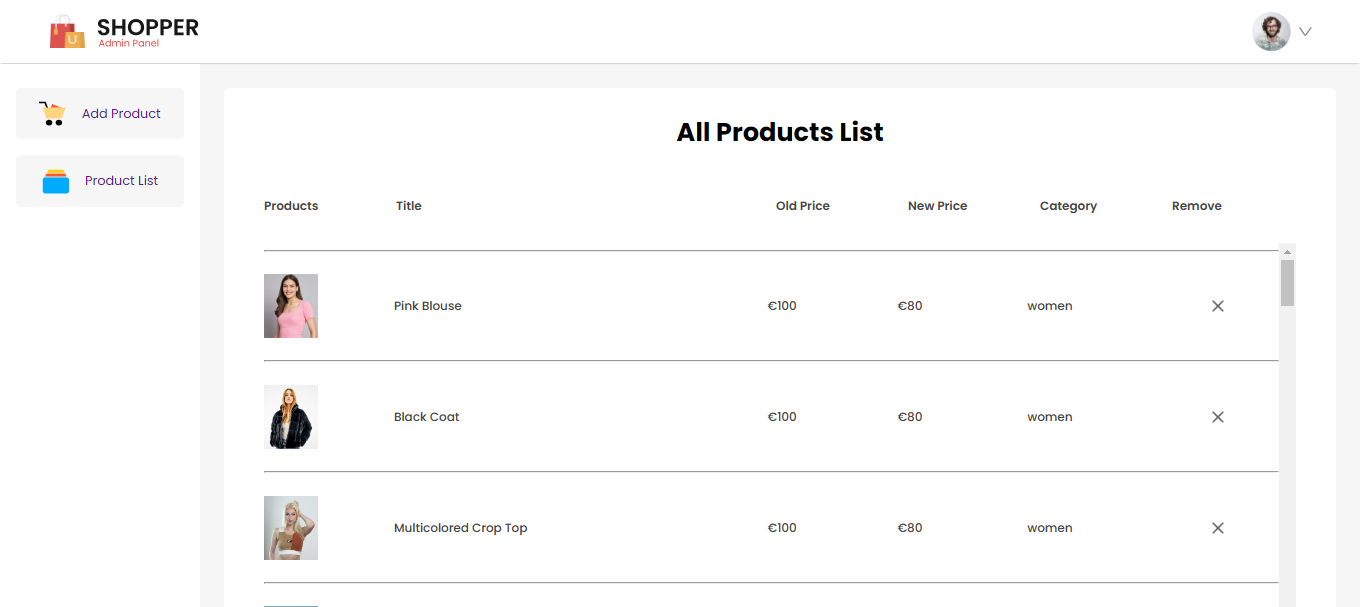 SHOPPER
Admin Panel
Add Product
Product List
All Products List
Products Title Old Price New Price Category Remove
Pink Blouse €100 €80 women
Black Coat €100 €80 women
Multicolored Crop Top €100 €80 women